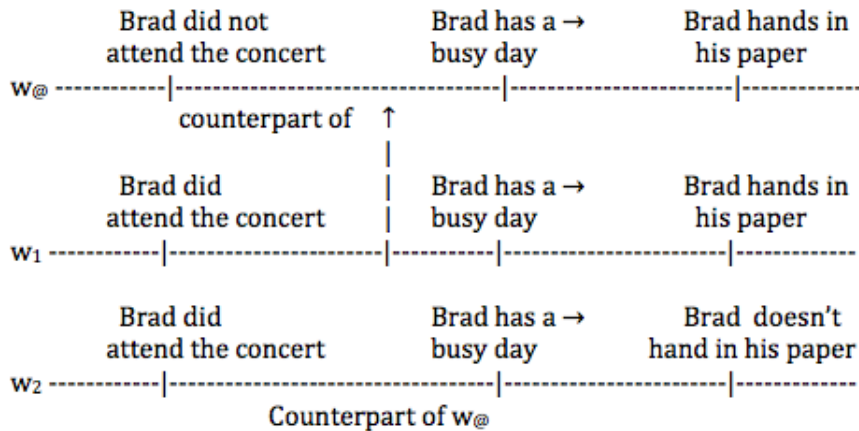 Brad did not Brad has a → Brad hands in
attend the concert busy day his paper
w@ ------------|------------------------------------|------------------------|-------------
counterpart of ↑
|
Brad did | Brad has a → Brad hands in
attend the concert | busy day his paper
w1 ------------|-----------------------|-----------|------------------------|-------------
Brad did Brad has a → Brad doesn't
attend the concert busy day hand in his paper
w2 ------------|-----------------------------------|------------------------|-------------
Counterpart of w@